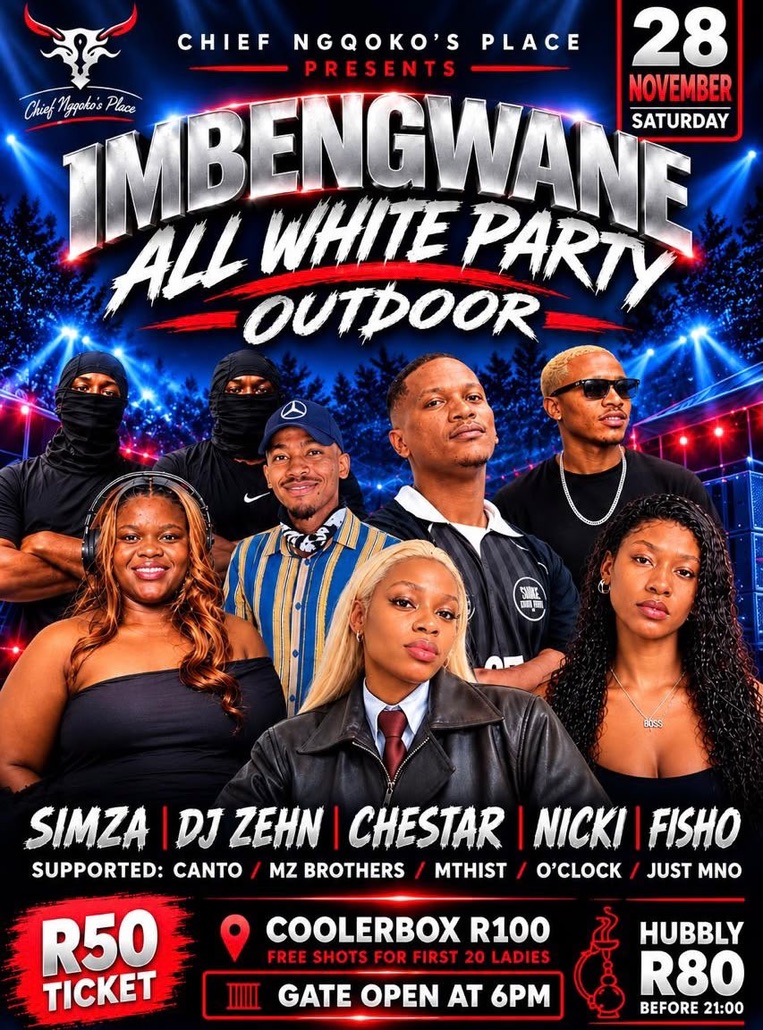 Chief Ngqoko's Place
CHIEF NGQOKO'S PLACE
PRESENTS
28
NOVEMBER
SATURDAY
IMBENGWANE
ALL WHITE PARTY
OUTDOOR
BOSS
SIMZA | DJ ZEHN | CHESTAR | NICKI | FISHO
SUPPORTED: CANTO / MZ BROTHERS / MTHIST / O'CLOCK / JUST MNO
R50
TICKET
COOLERBOX R100
FREE SHOTS FOR FIRST 20 LADIES
GATE OPEN AT 6PM
HUBBLY
R80
BEFORE 21:00